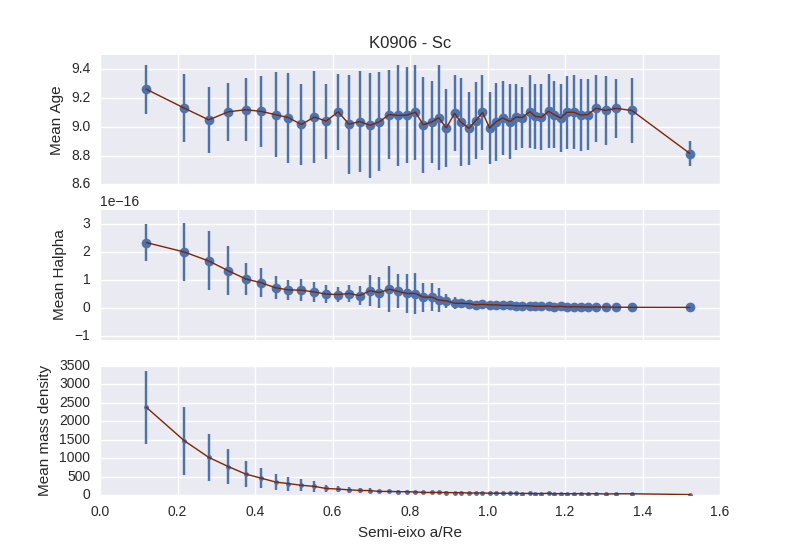 K0906 - Sc
9.4
9.2
9.0
8.8
8.6
Mean Age
1e−16
3
2
1
0
−1
Mean Halpha
3500
3000
2500
2000
1500
1000
500
0
Mean mass density
0.0 0.2 0.4 0.6 0.8 1.0 1.2 1.4 1.6
Semi-eixo a/Re